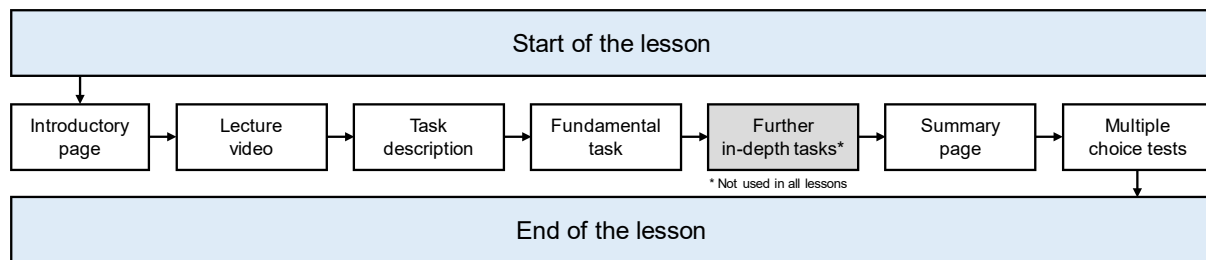 Start of the lesson
Introductory
page
Lecture
video
Task
description
Fundamental
task
Further
in-depth tasks*
Summary
page
Multiple
choice tests
* Not used in all lessons
End of the lesson